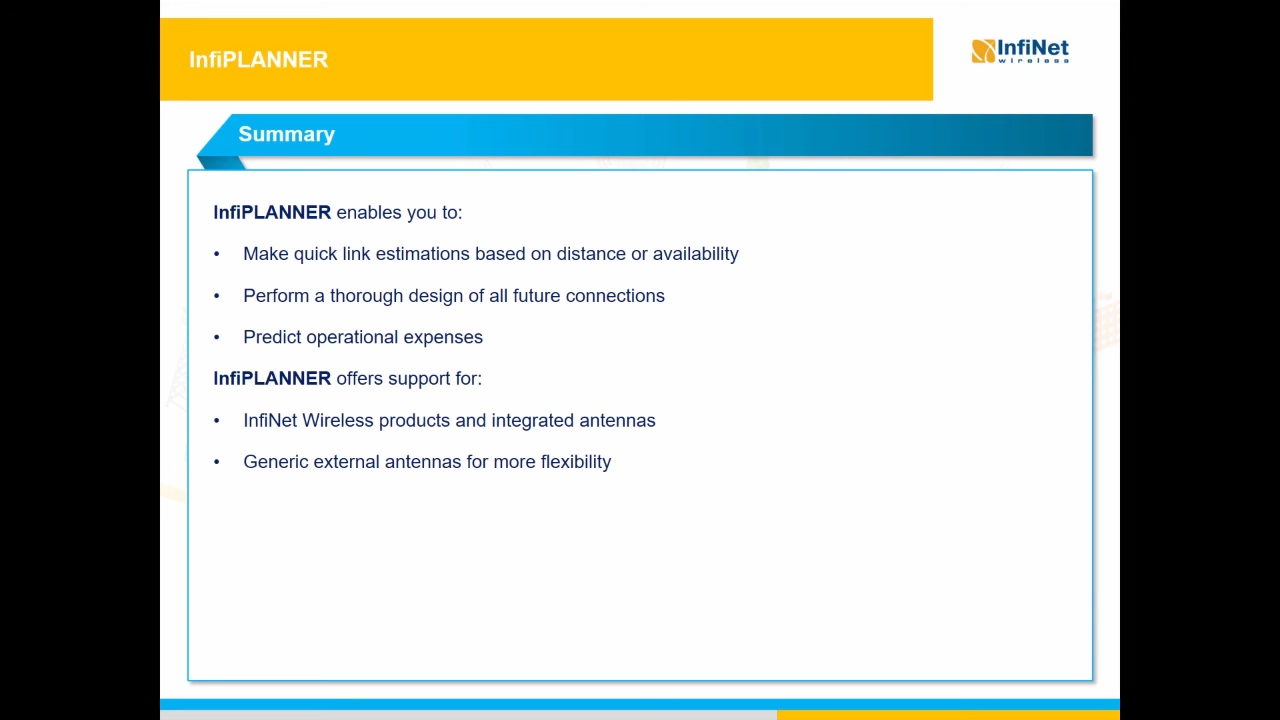 InfiPLANNER
InfiNet
wireless
Summary
InfiPLANNER enables you to:
• Make quick link estimations based on distance or availability
• Perform a thorough design of all future connections
• Predict operational expenses
InfiPLANNER offers support for:
• InfiNet Wireless products and integrated antennas
• Generic external antennas for more flexibility